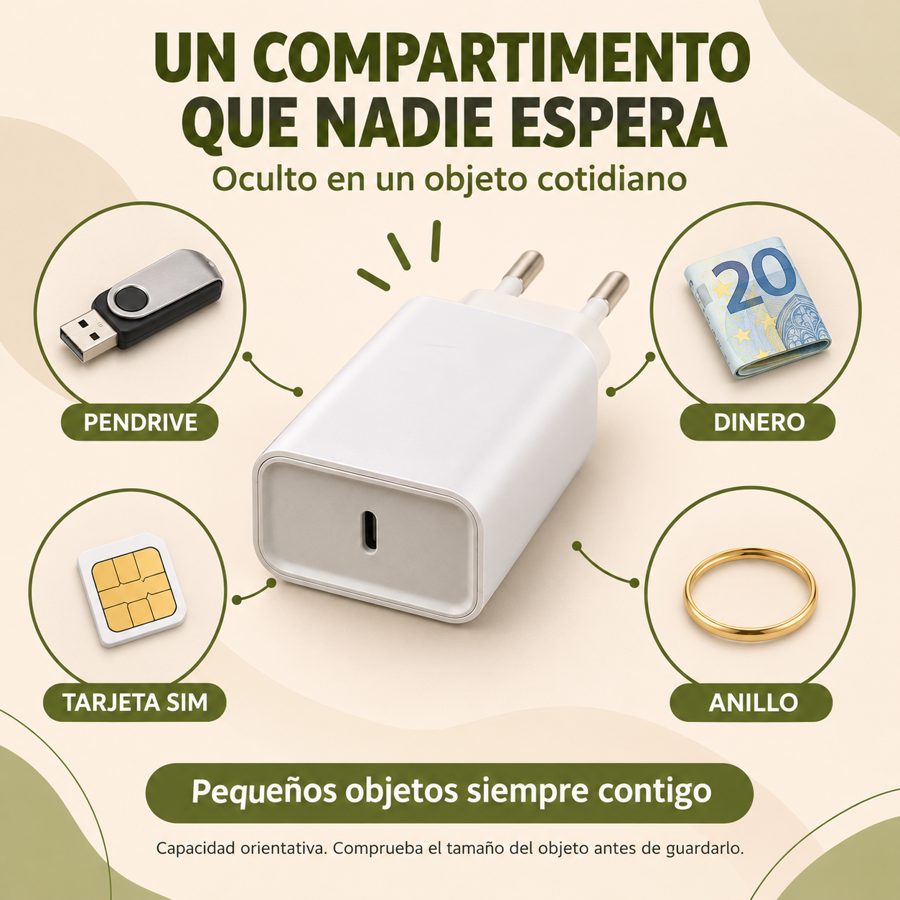 UN COMPARTIMENTO
QUE NADIE ESPERA
Oculto en un objeto cotidiano
20
PENDRIVE
DINERO
TARJETA SIM
ANILLO
Pequeños objetos siempre contigo
Capacidad orientativa. Comprueba el tamaño del objeto antes de guardarlo.